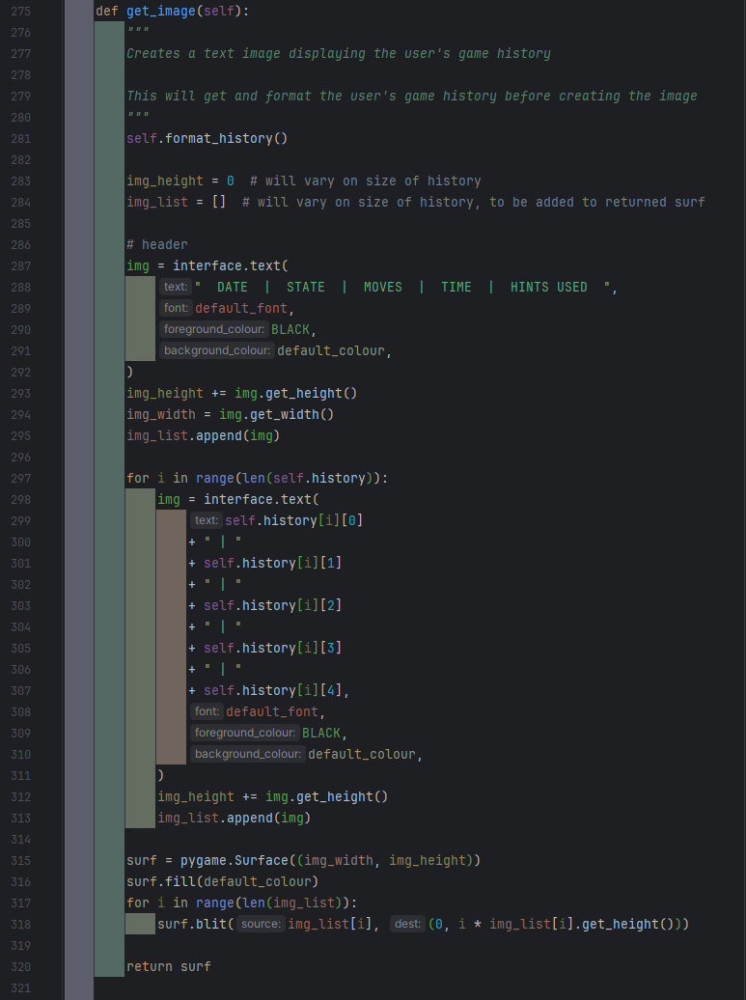 275 def get_image(self):
276 """
277 Creates a text image displaying the user's game history
278
279 This will get and format the user's game history before creating the image
280 """
281 self.format_history()
282
283 img_height = 0  # will vary on size of history
284 img_list = []  # will vary on size of history, to be added to returned surf
285
286 # header
287 img = interface.text(
288 text: "  DATE  |  STATE  |  MOVES  |  TIME  |  HINTS USED  ",
289 font: default_font,
290 foreground_colour: BLACK,
291 background_colour: default_colour,
292 )
293 img_height += img.get_height()
294 img_width = img.get_width()
295 img_list.append(img)
296
297 for i in range(len(self.history)):
298 img = interface.text(
299 text: self.history[i][0]
300 + " | "
301 + self.history[i][1]
302 + " | "
303 + self.history[i][2]
304 + " | "
305 + self.history[i][3]
306 + " | "
307 + self.history[i][4],
308 font: default_font,
309 foreground_colour: BLACK,
310 background_colour: default_colour,
311 )
312 img_height += img.get_height()
313 img_list.append(img)
314
315 surf = pygame.Surface((img_width, img_height))
316 surf.fill(default_colour)
317 for i in range(len(img_list)):
318 surf.blit( source: img_list[i],  dest: (0, i * img_list[i].get_height()))
319
320 return surf
321